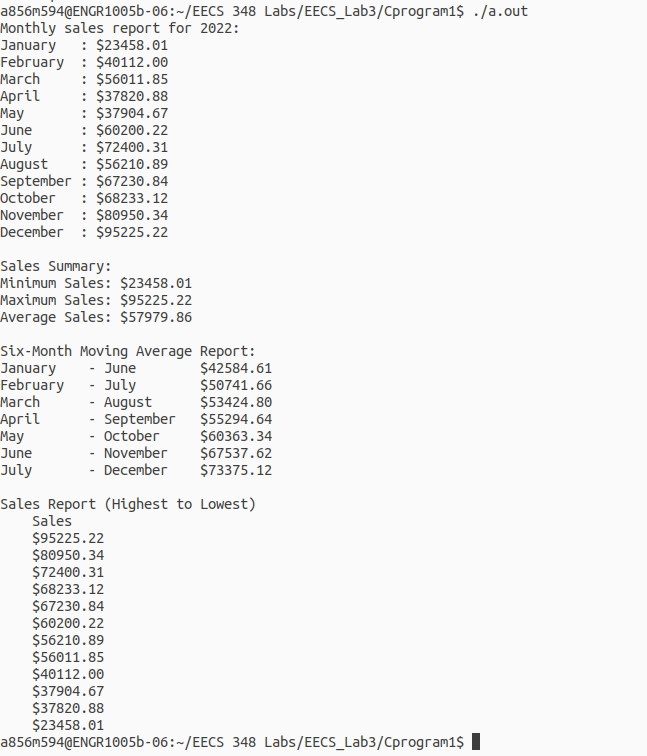 a856m594@ENGR1005b-06:~/EECS 348 Labs/EECS_Lab3/Cprogram1$ ./a.out
Monthly sales report for 2022:
January   : $23458.01
February  : $40112.00
March     : $56011.85
April     : $37820.88
May       : $37904.67
June      : $60200.22
July      : $72400.31
August    : $56210.89
September : $67230.84
October   : $68233.12
November  : $80950.34
December  : $95225.22

Sales Summary:
Minimum Sales: $23458.01
Maximum Sales: $95225.22
Average Sales: $57979.86

Six-Month Moving Average Report:
January    - June        $42584.61
February   - July        $50741.66
March      - August      $53424.80
April      - September   $55294.64
May        - October     $60363.34
June       - November    $67537.62
July       - December    $73375.12

Sales Report (Highest to Lowest)
    Sales
    $95225.22
    $80950.34
    $72400.31
    $68233.12
    $67230.84
    $60200.22
    $56210.89
    $56011.85
    $40112.00
    $37904.67
    $37820.88
    $23458.01
a856m594@ENGR1005b-06:~/EECS 348 Labs/EECS_Lab3/Cprogram1$